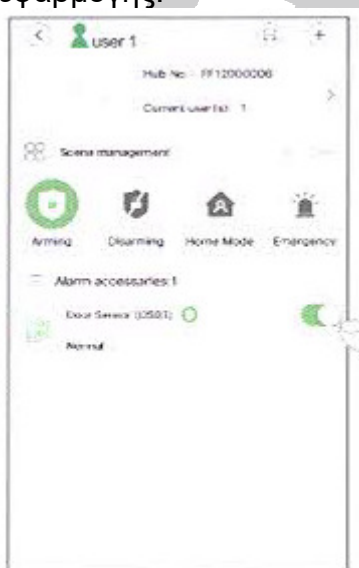 εφαρμογής.
user 1
Hub No: FF12000006
Current user list: 1
Scene management
Arming Disarming Home Mode Emergency
Alarm accessories:1
Door Sensor
Normal